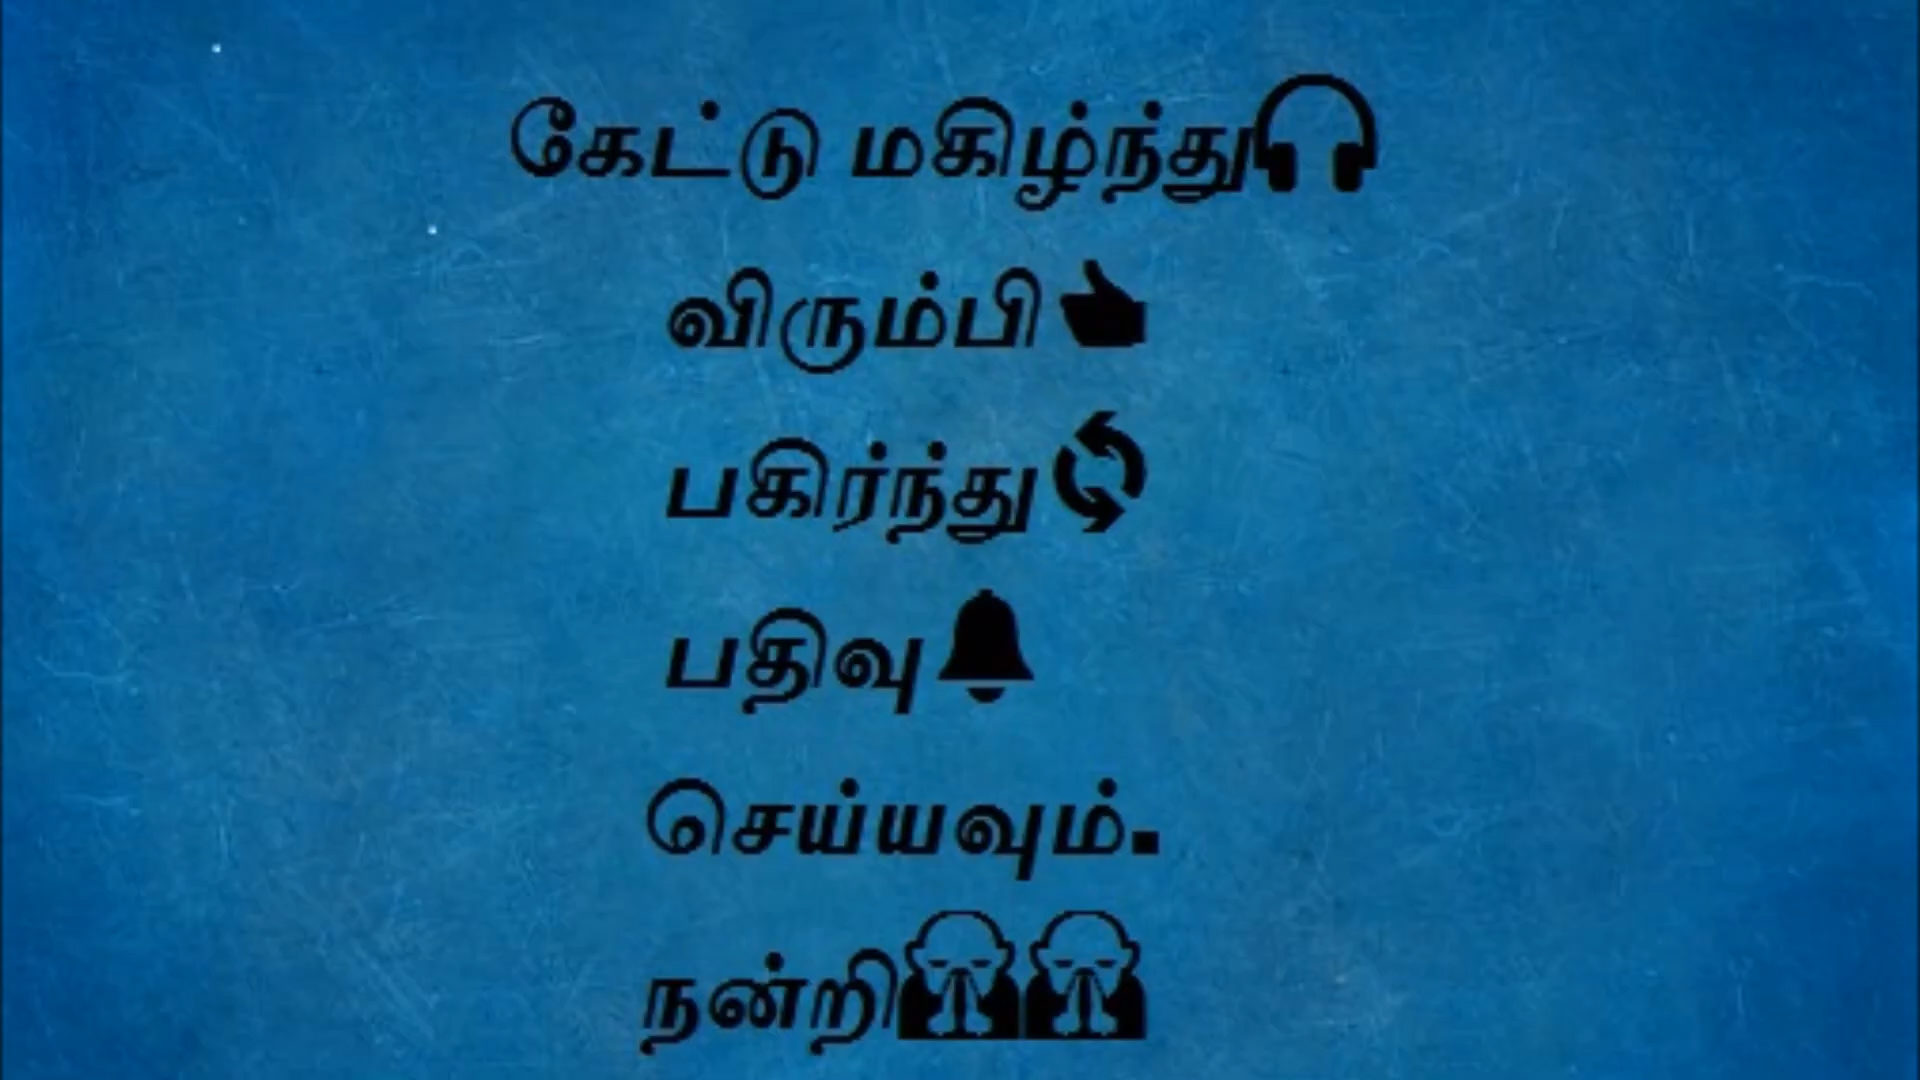 கேட்டு மகிழ்ந்து🎧
விரும்பி👍
பகிர்ந்து🔄
பதிவு🔔
செய்யவும்.
நன்றி🙏🙏